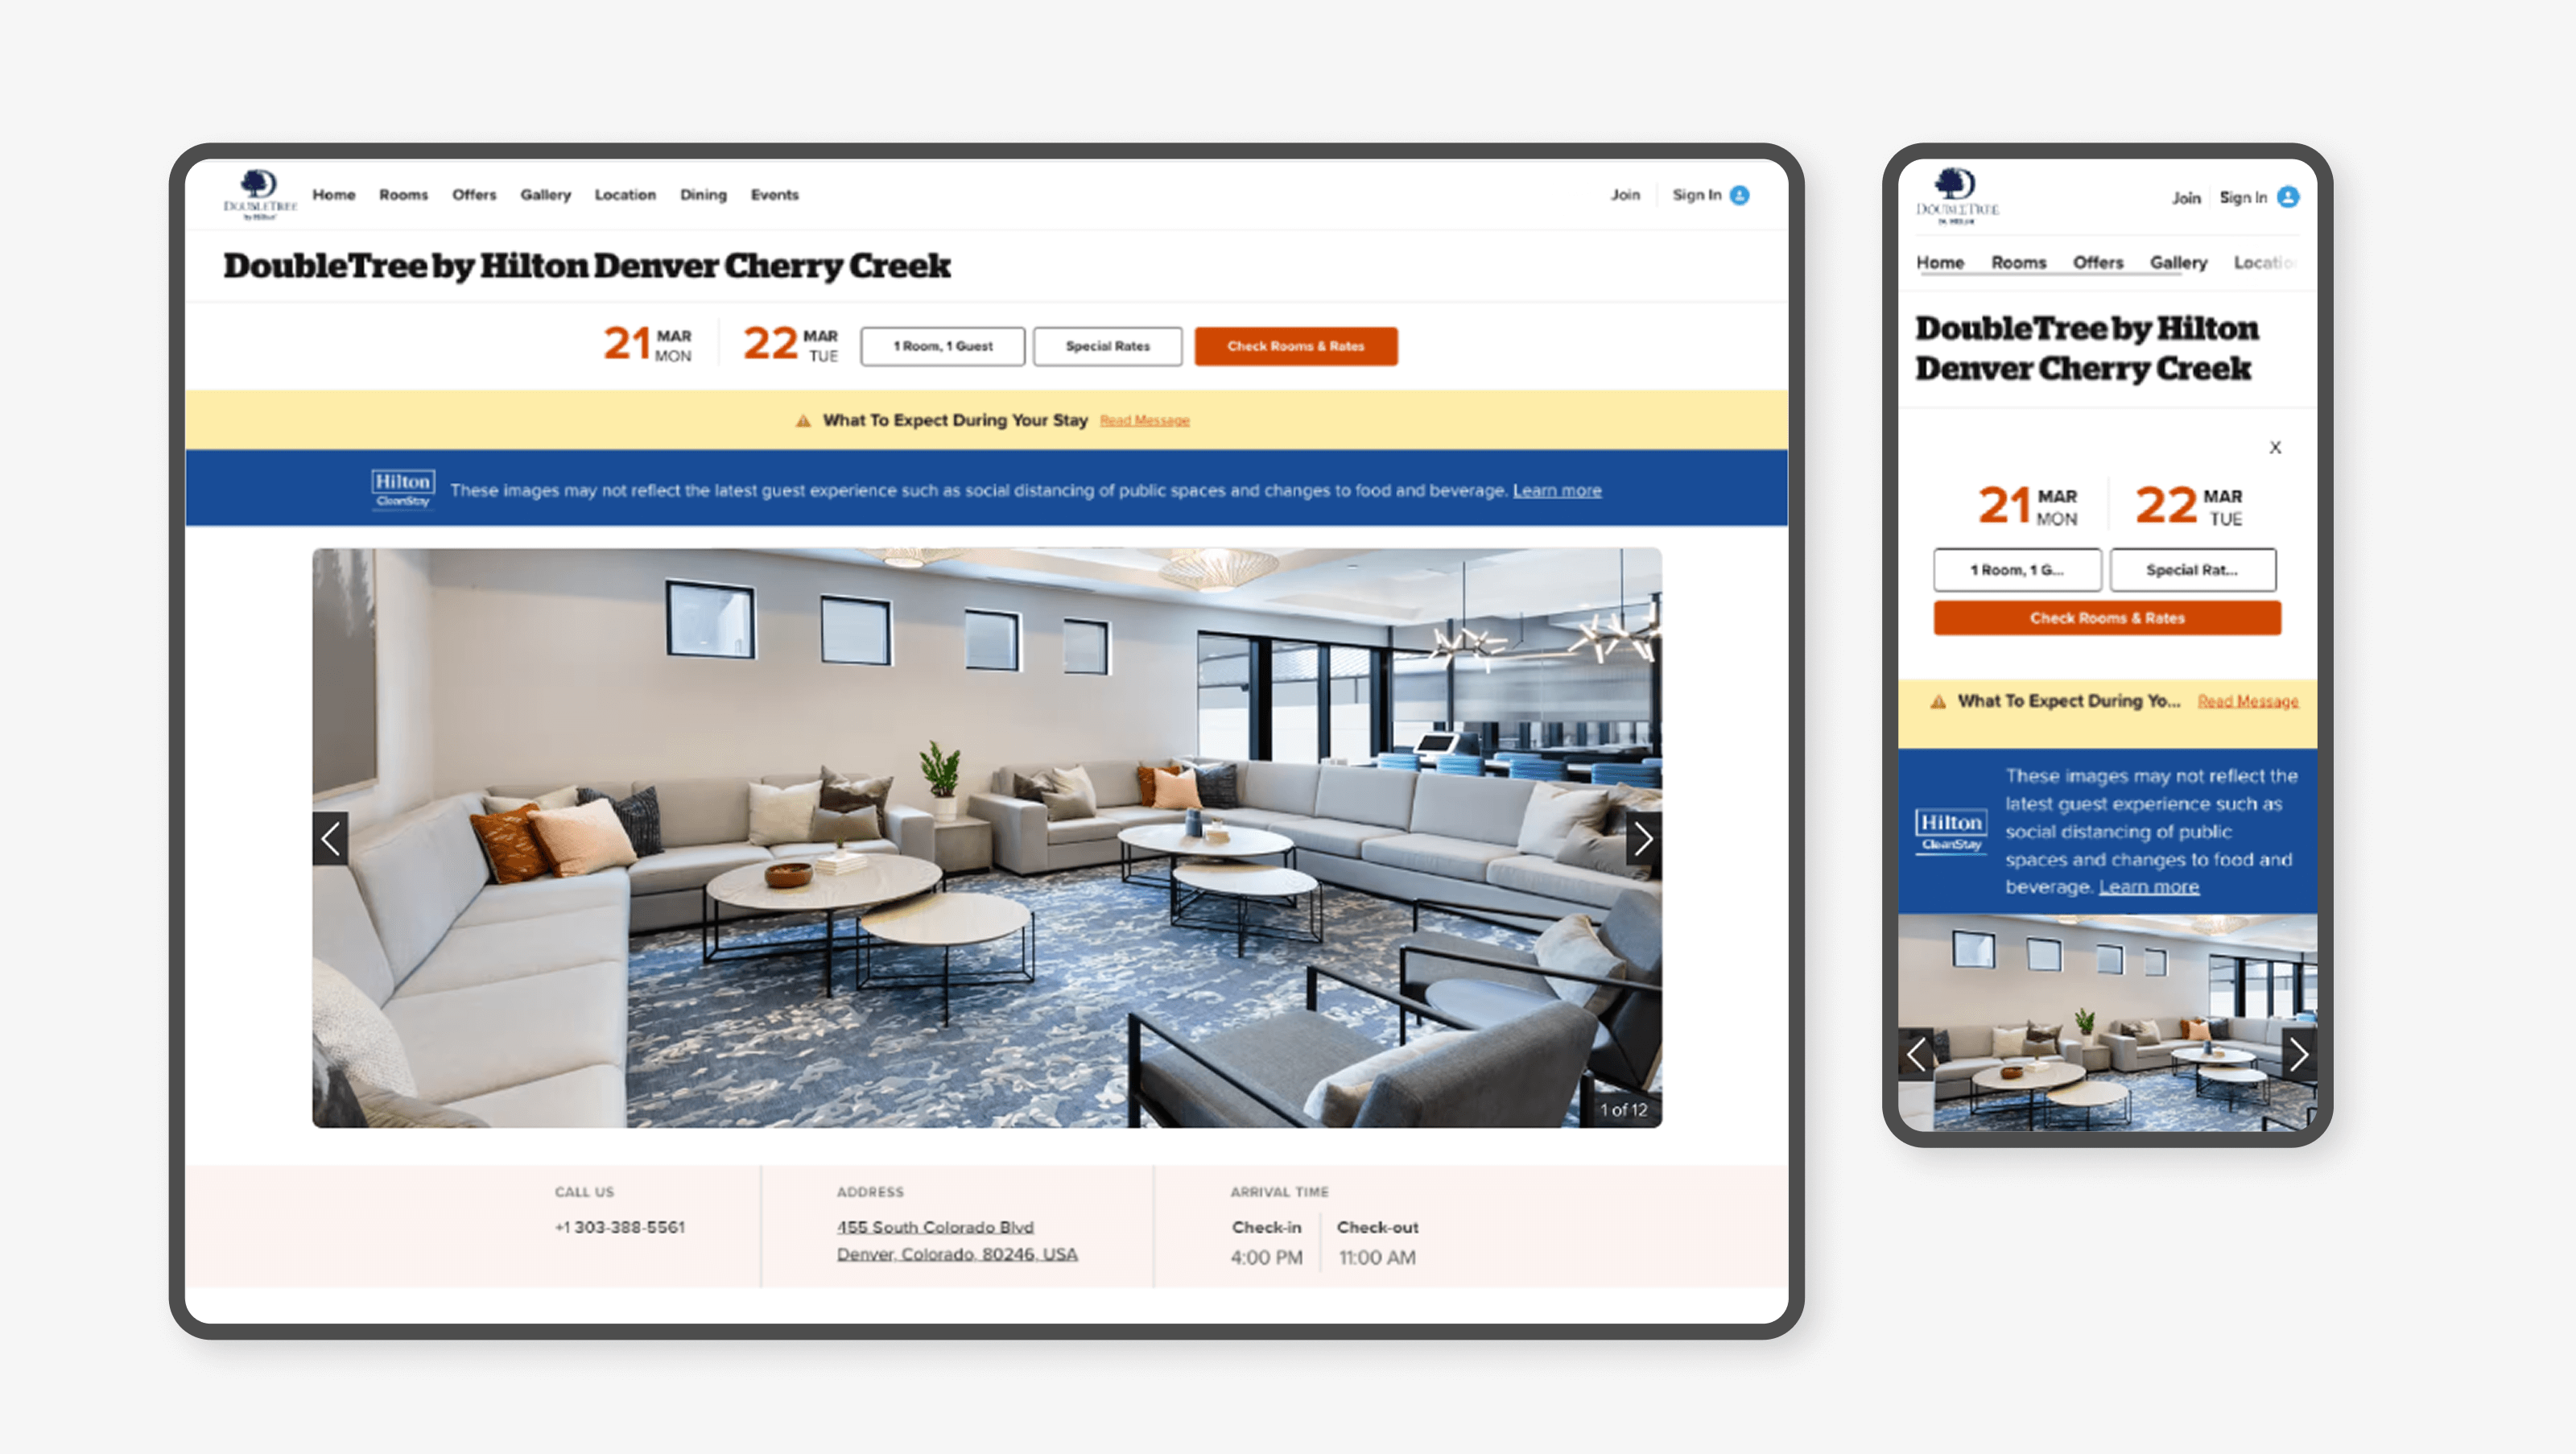 DOUBLETREE
by Hilton
Home Rooms Offers Gallery Location Dining Events
Join Sign In
DoubleTree by Hilton Denver Cherry Creek
21 MAR MON 22 MAR TUE 1 Room, 1 Guest Special Rates Check Rooms & Rates
What To Expect During Your Stay Read Message
Hilton CleanStay
These images may not reflect the latest guest experience such as social distancing of public spaces and changes to food and beverage. Learn more
1 of 12
CALL US
+1 303-388-5561
ADDRESS
455 South Colorado Blvd
Denver, Colorado, 80246, USA
ARRIVAL TIME
Check-in Check-out
4:00 PM 11:00 AM
DOUBLETREE
BY HILTON
Join Sign In
Home Rooms Offers Gallery Locatio
DoubleTree by Hilton
Denver Cherry Creek
X
21 MAR MON 22 MAR TUE
1 Room, 1 G... Special Rat...
Check Rooms & Rates
What To Expect During Yo... Read Message
Hilton
CleanStay
These images may not reflect the
latest guest experience such as
social distancing of public
spaces and changes to food and
beverage. Learn more